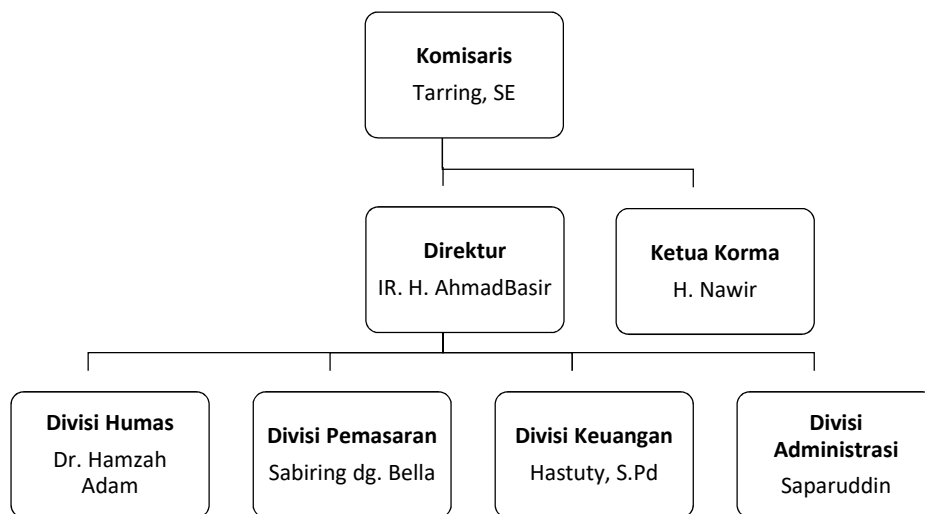 Komisaris
Tarring, SE
Direktur
IR. H. AhmadBasir
Ketua Korma
H. Nawir
Divisi Humas
Dr. Hamzah
Adam
Divisi Pemasaran
Sabiring dg. Bella
Divisi Keuangan
Hastuty, S.Pd
Divisi
Administrasi
Saparuddin